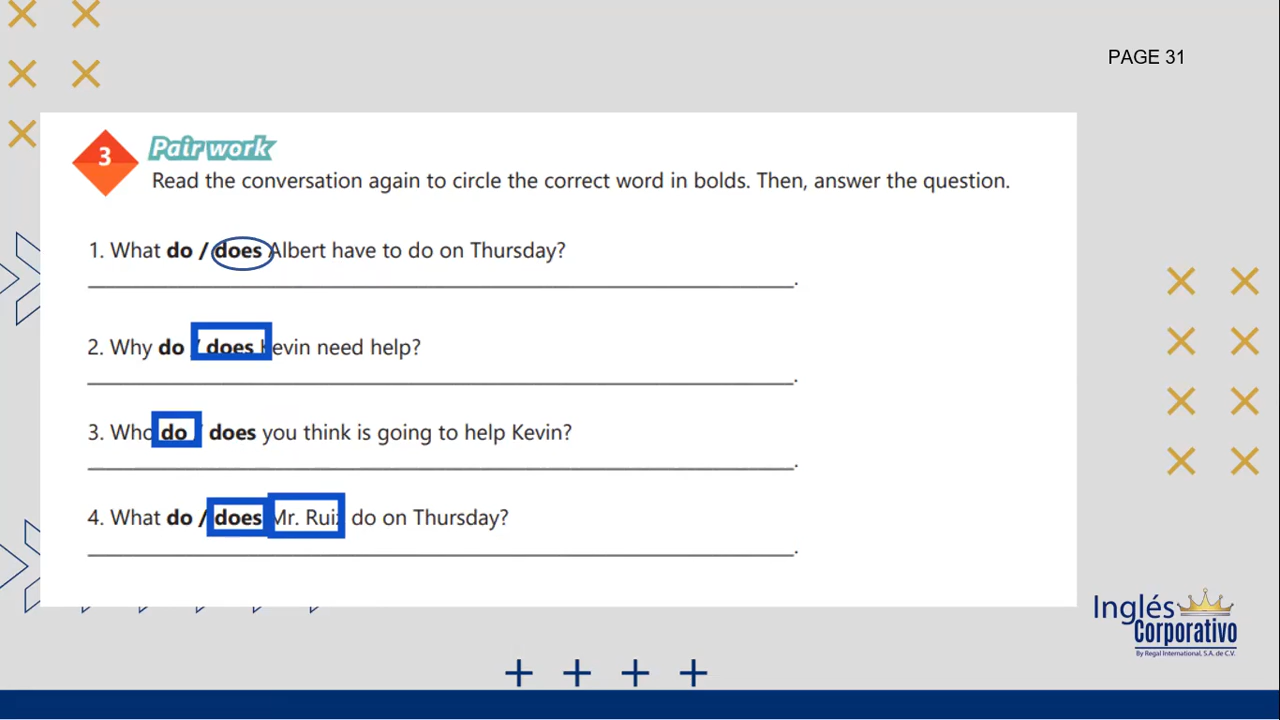 PAGE 31
3
Pair work
Read the conversation again to circle the correct word in bolds. Then, answer the question.
1. What do / does Albert have to do on Thursday?
2. Why do / does Kevin need help?
3. Who do / does you think is going to help Kevin?
4. What do / does Mr. Ruiz do on Thursday?
Inglés
Corporativo
By Regal International, S.A. de C.V.